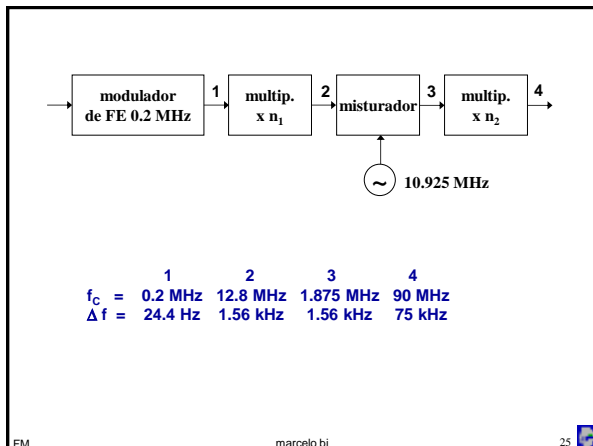 modulador
de FE 0.2 MHz
1
multip.
x n₁
2
misturador
3
multip.
x n₂
4
~
10.925 MHz
1 2 3 4
f_C = 0.2 MHz 12.8 MHz 1.875 MHz 90 MHz
Δ f = 24.4 Hz 1.56 kHz 1.56 kHz 75 kHz
FM marcelo bj 25